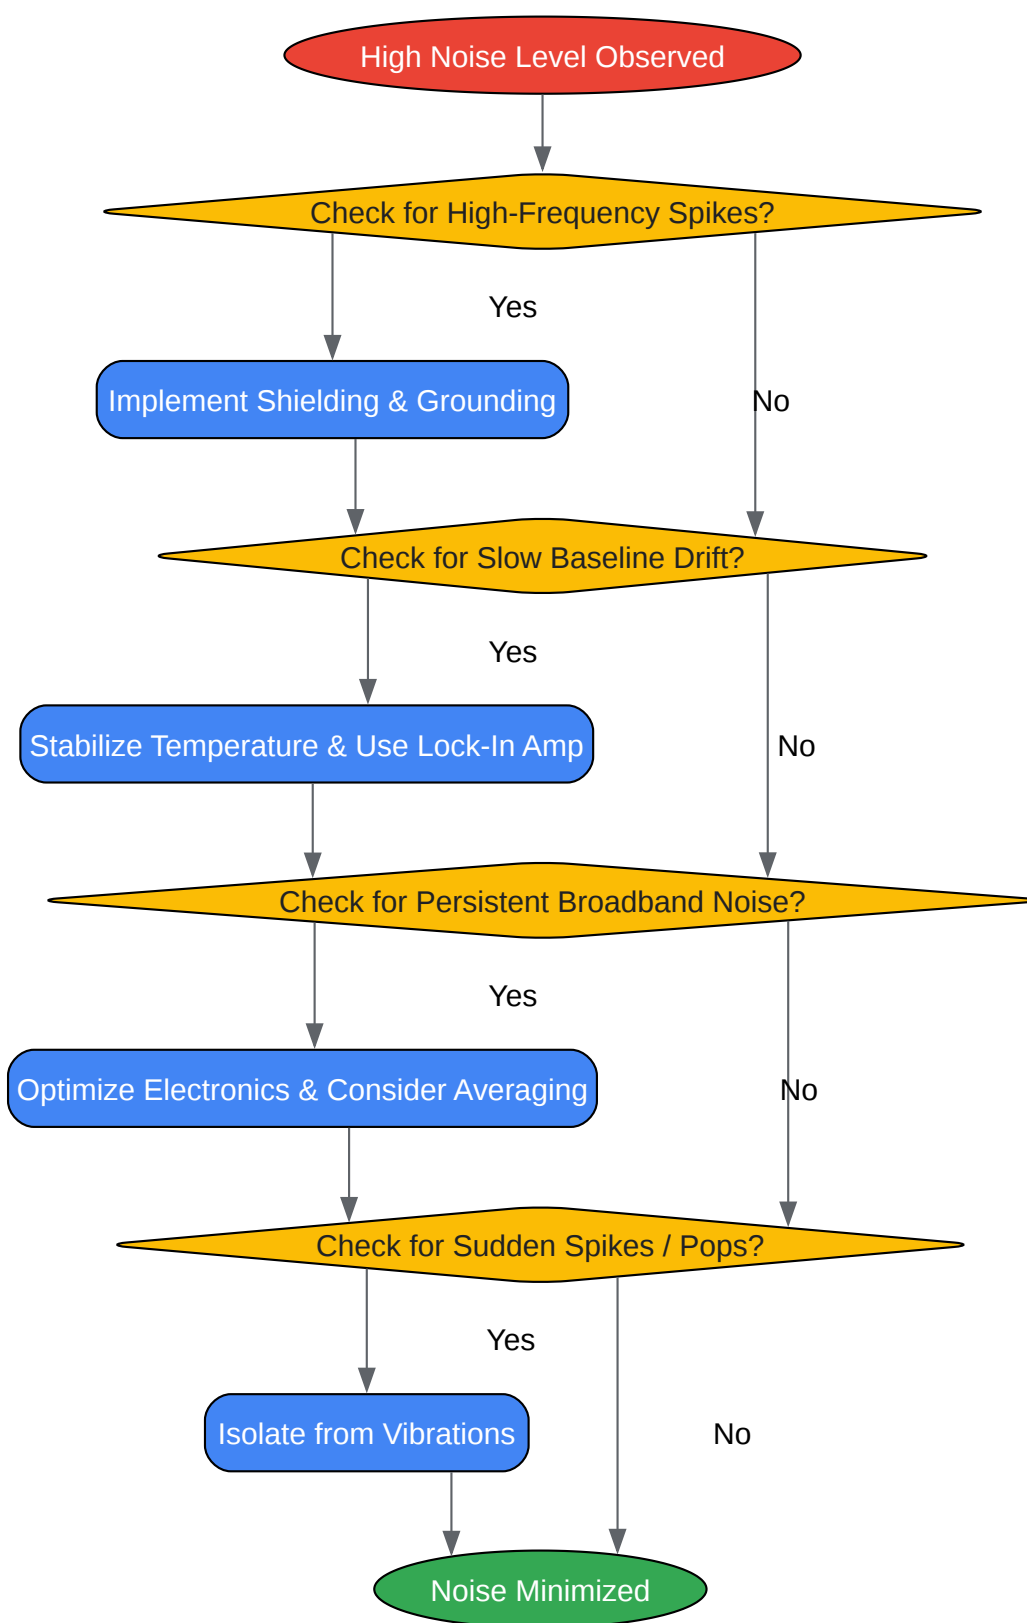 High Noise Level Observed
Check for High-Frequency Spikes?
Yes
Implement Shielding & Grounding
No
Check for Slow Baseline Drift?
Yes
Stabilize Temperature & Use Lock-In Amp
No
Check for Persistent Broadband Noise?
Yes
Optimize Electronics & Consider Averaging
No
Check for Sudden Spikes / Pops?
Yes
Isolate from Vibrations
No
Noise Minimized